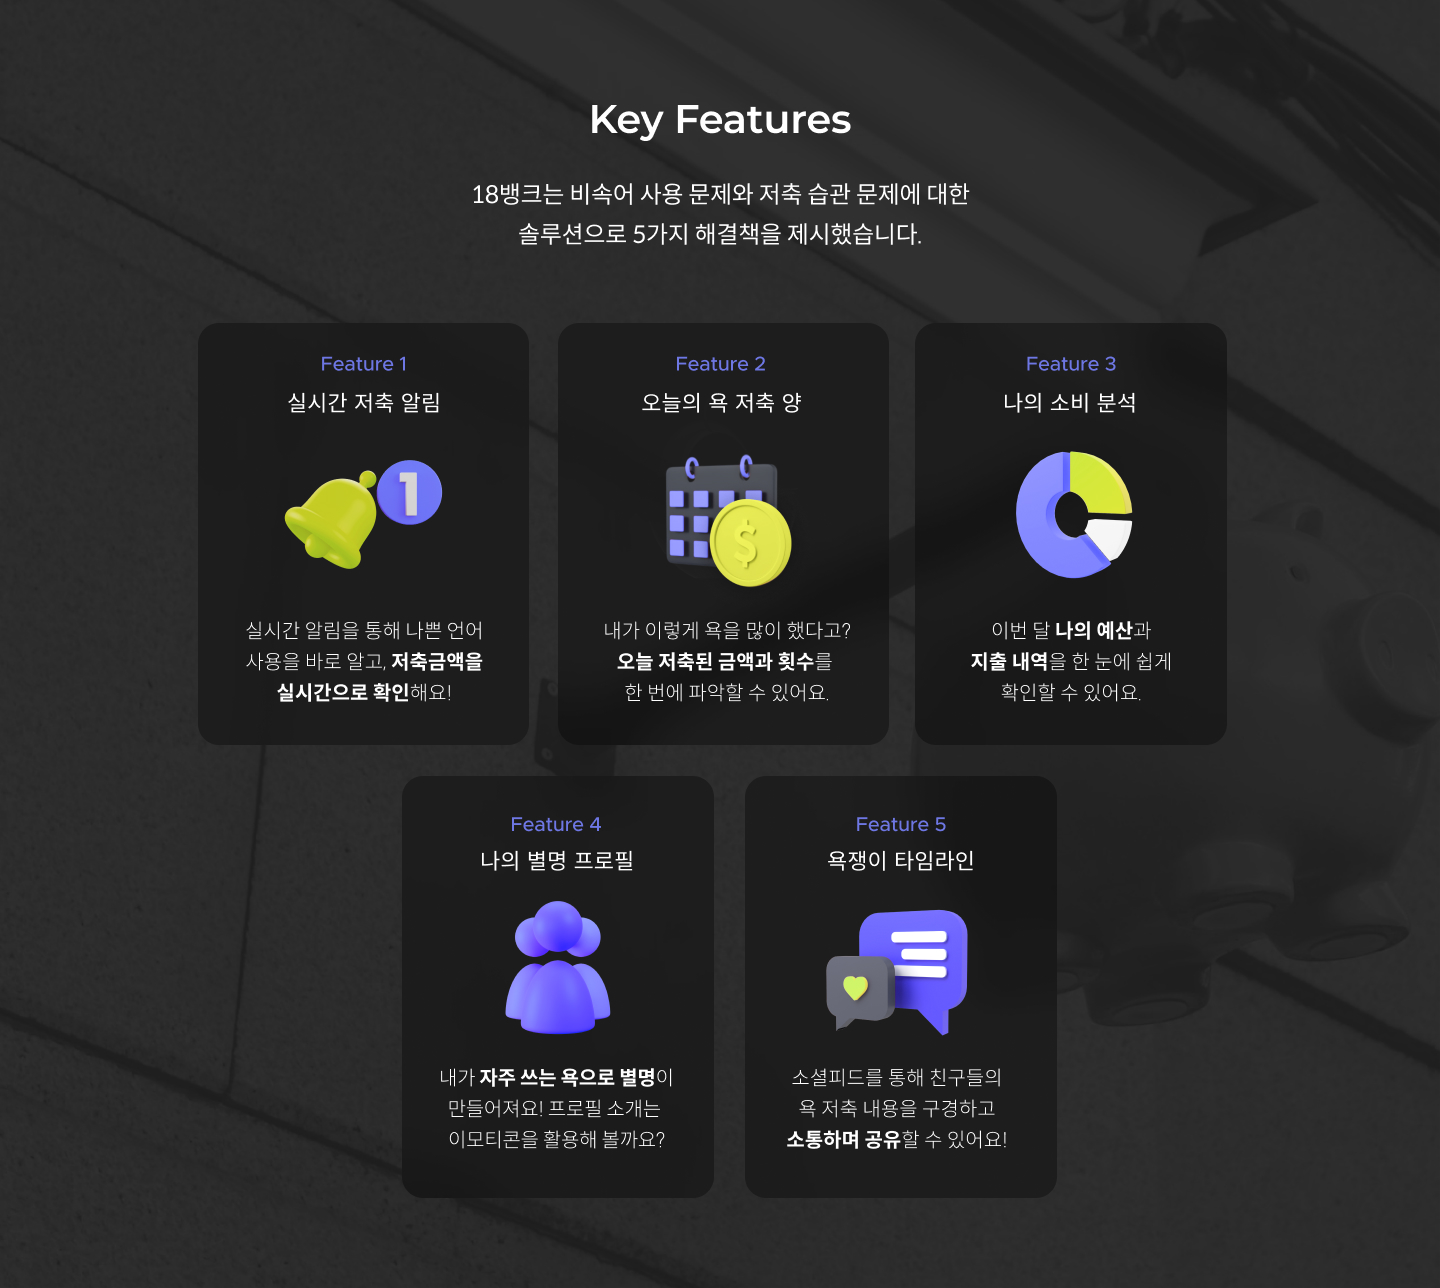 Key Features
18뱅크는 비속어 사용 문제와 저축 습관 문제에 대한
솔루션으로 5가지 해결책을 제시했습니다.
Feature 1
실시간 저축 알림
1
실시간 알림을 통해 나쁜 언어
사용을 바로 알고, 저축금액을
실시간으로 확인해요!
Feature 2
오늘의 욕 저축 양
$
내가 이렇게 욕을 많이 했다고?
오늘 저축된 금액과 횟수를
한 번에 파악할 수 있어요.
Feature 3
나의 소비 분석
이번 달 나의 예산과
지출 내역을 한 눈에 쉽게
확인할 수 있어요.
Feature 4
나의 별명 프로필
내가 자주 쓰는 욕으로 별명이
만들어져요! 프로필 소개는
이모티콘을 활용해 볼까요?
Feature 5
욕쟁이 타임라인
소셜피드를 통해 친구들의
욕 저축 내용을 구경하고
소통하며 공유할 수 있어요!